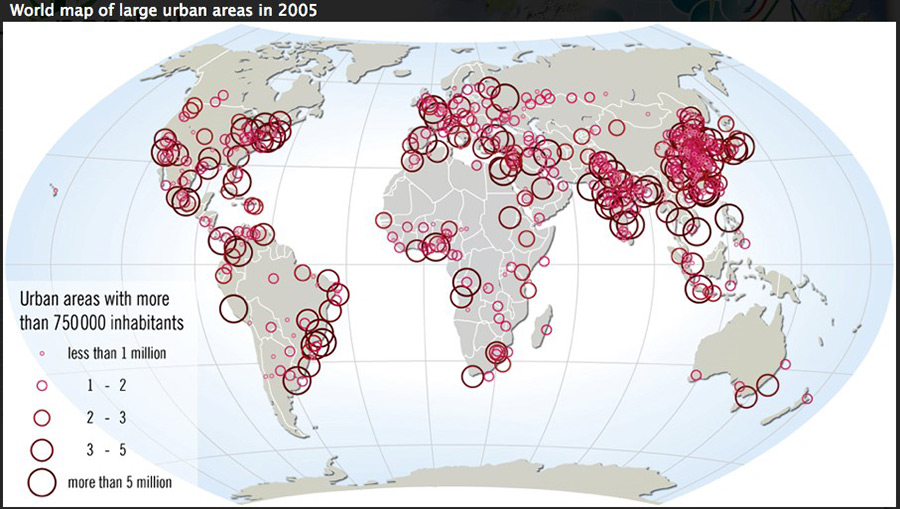 World map of large urban areas in 2005
Urban areas with more
than 750000 inhabitants
less than 1 million
1 - 2
2 - 3
3 - 5
more than 5 million